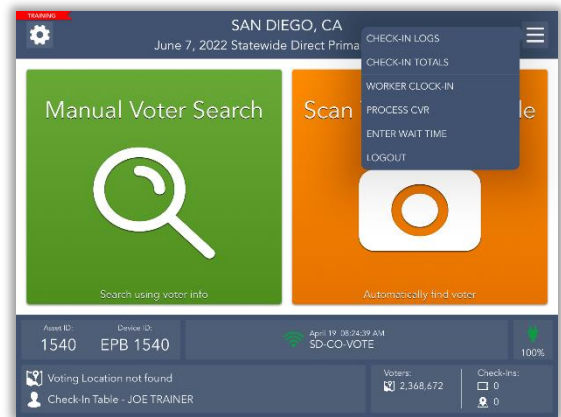 TRAINING
SAN DIEGO, CA
June 7, 2022 Statewide Direct Prima
CHECK-IN LOGS
CHECK-IN TOTALS
WORKER CLOCK-IN
PROCESS CVR
ENTER WAIT TIME
LOGOUT
Manual Voter Search
Scan
Search using voter info
Automatically find voter
Asset ID:
1540
Device ID:
EPB 1540
April 19 08:24:39 AM
SD-CO-VOTE
100%
Voting Location not found
Check-In Table - JOE TRAINER
Voters:
2,368,672
Check-Ins:
0
0